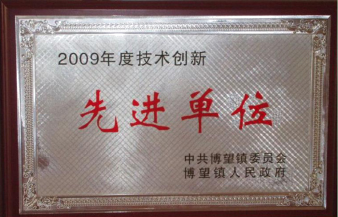 2009年度技术创新
先进单位
中共博望镇委员会
博望镇人民政府